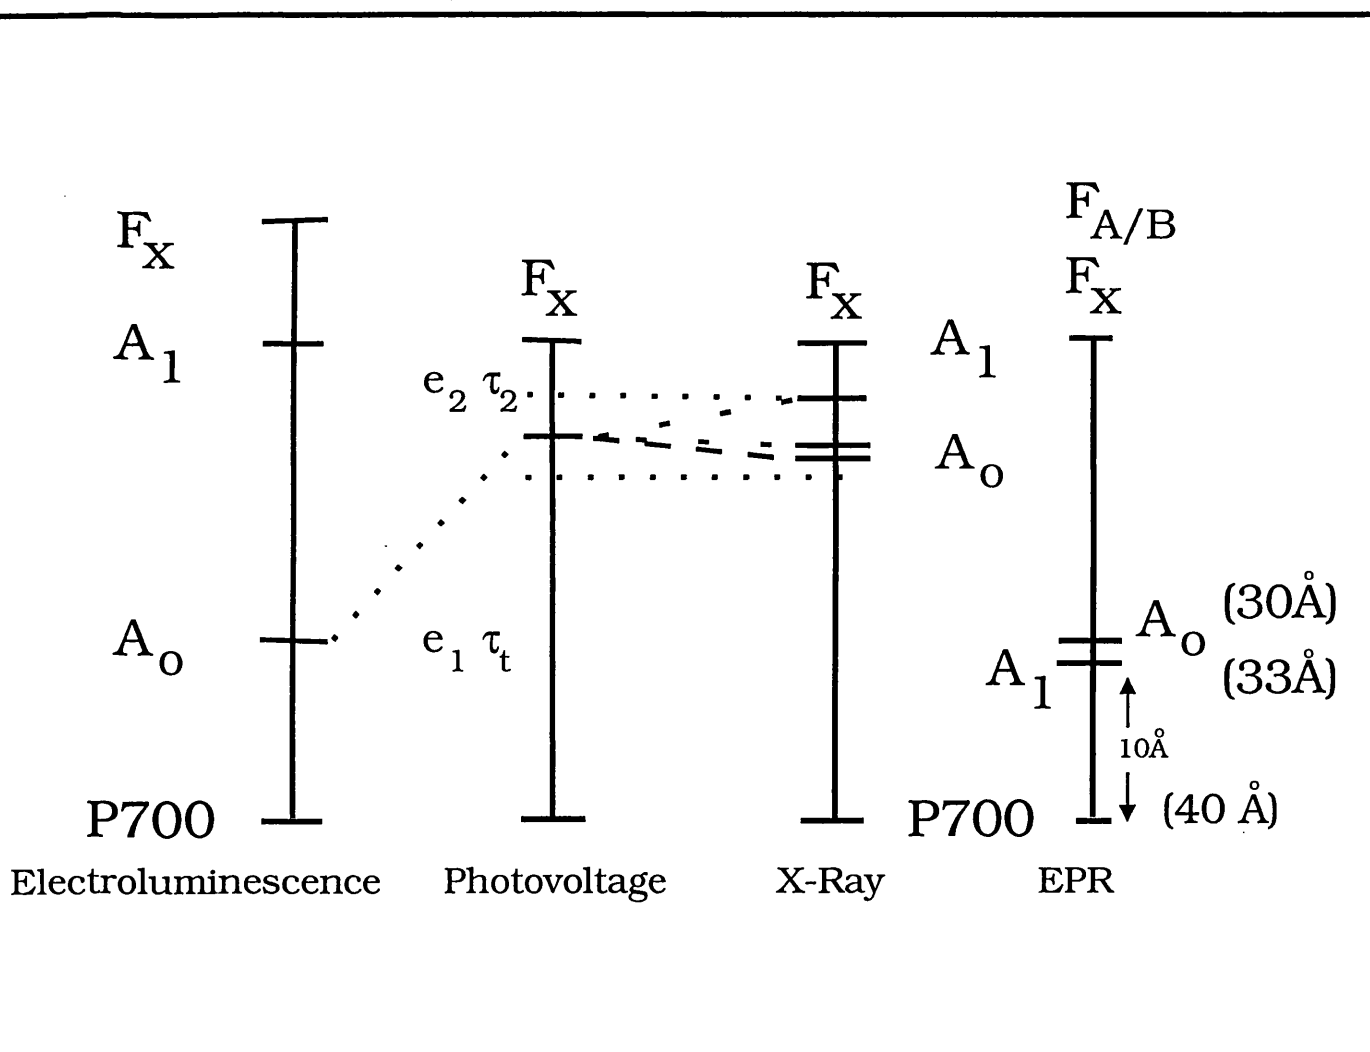 F_A/B
F_X F_X F_X F_X
A_1 A_1
e_2 τ_2
A_o
(30Å)
A_o e_1 τ_t A_o
A_1 (33Å)
10Å
P700 P700 (40 Å)
Electroluminescence Photovoltage X-Ray EPR